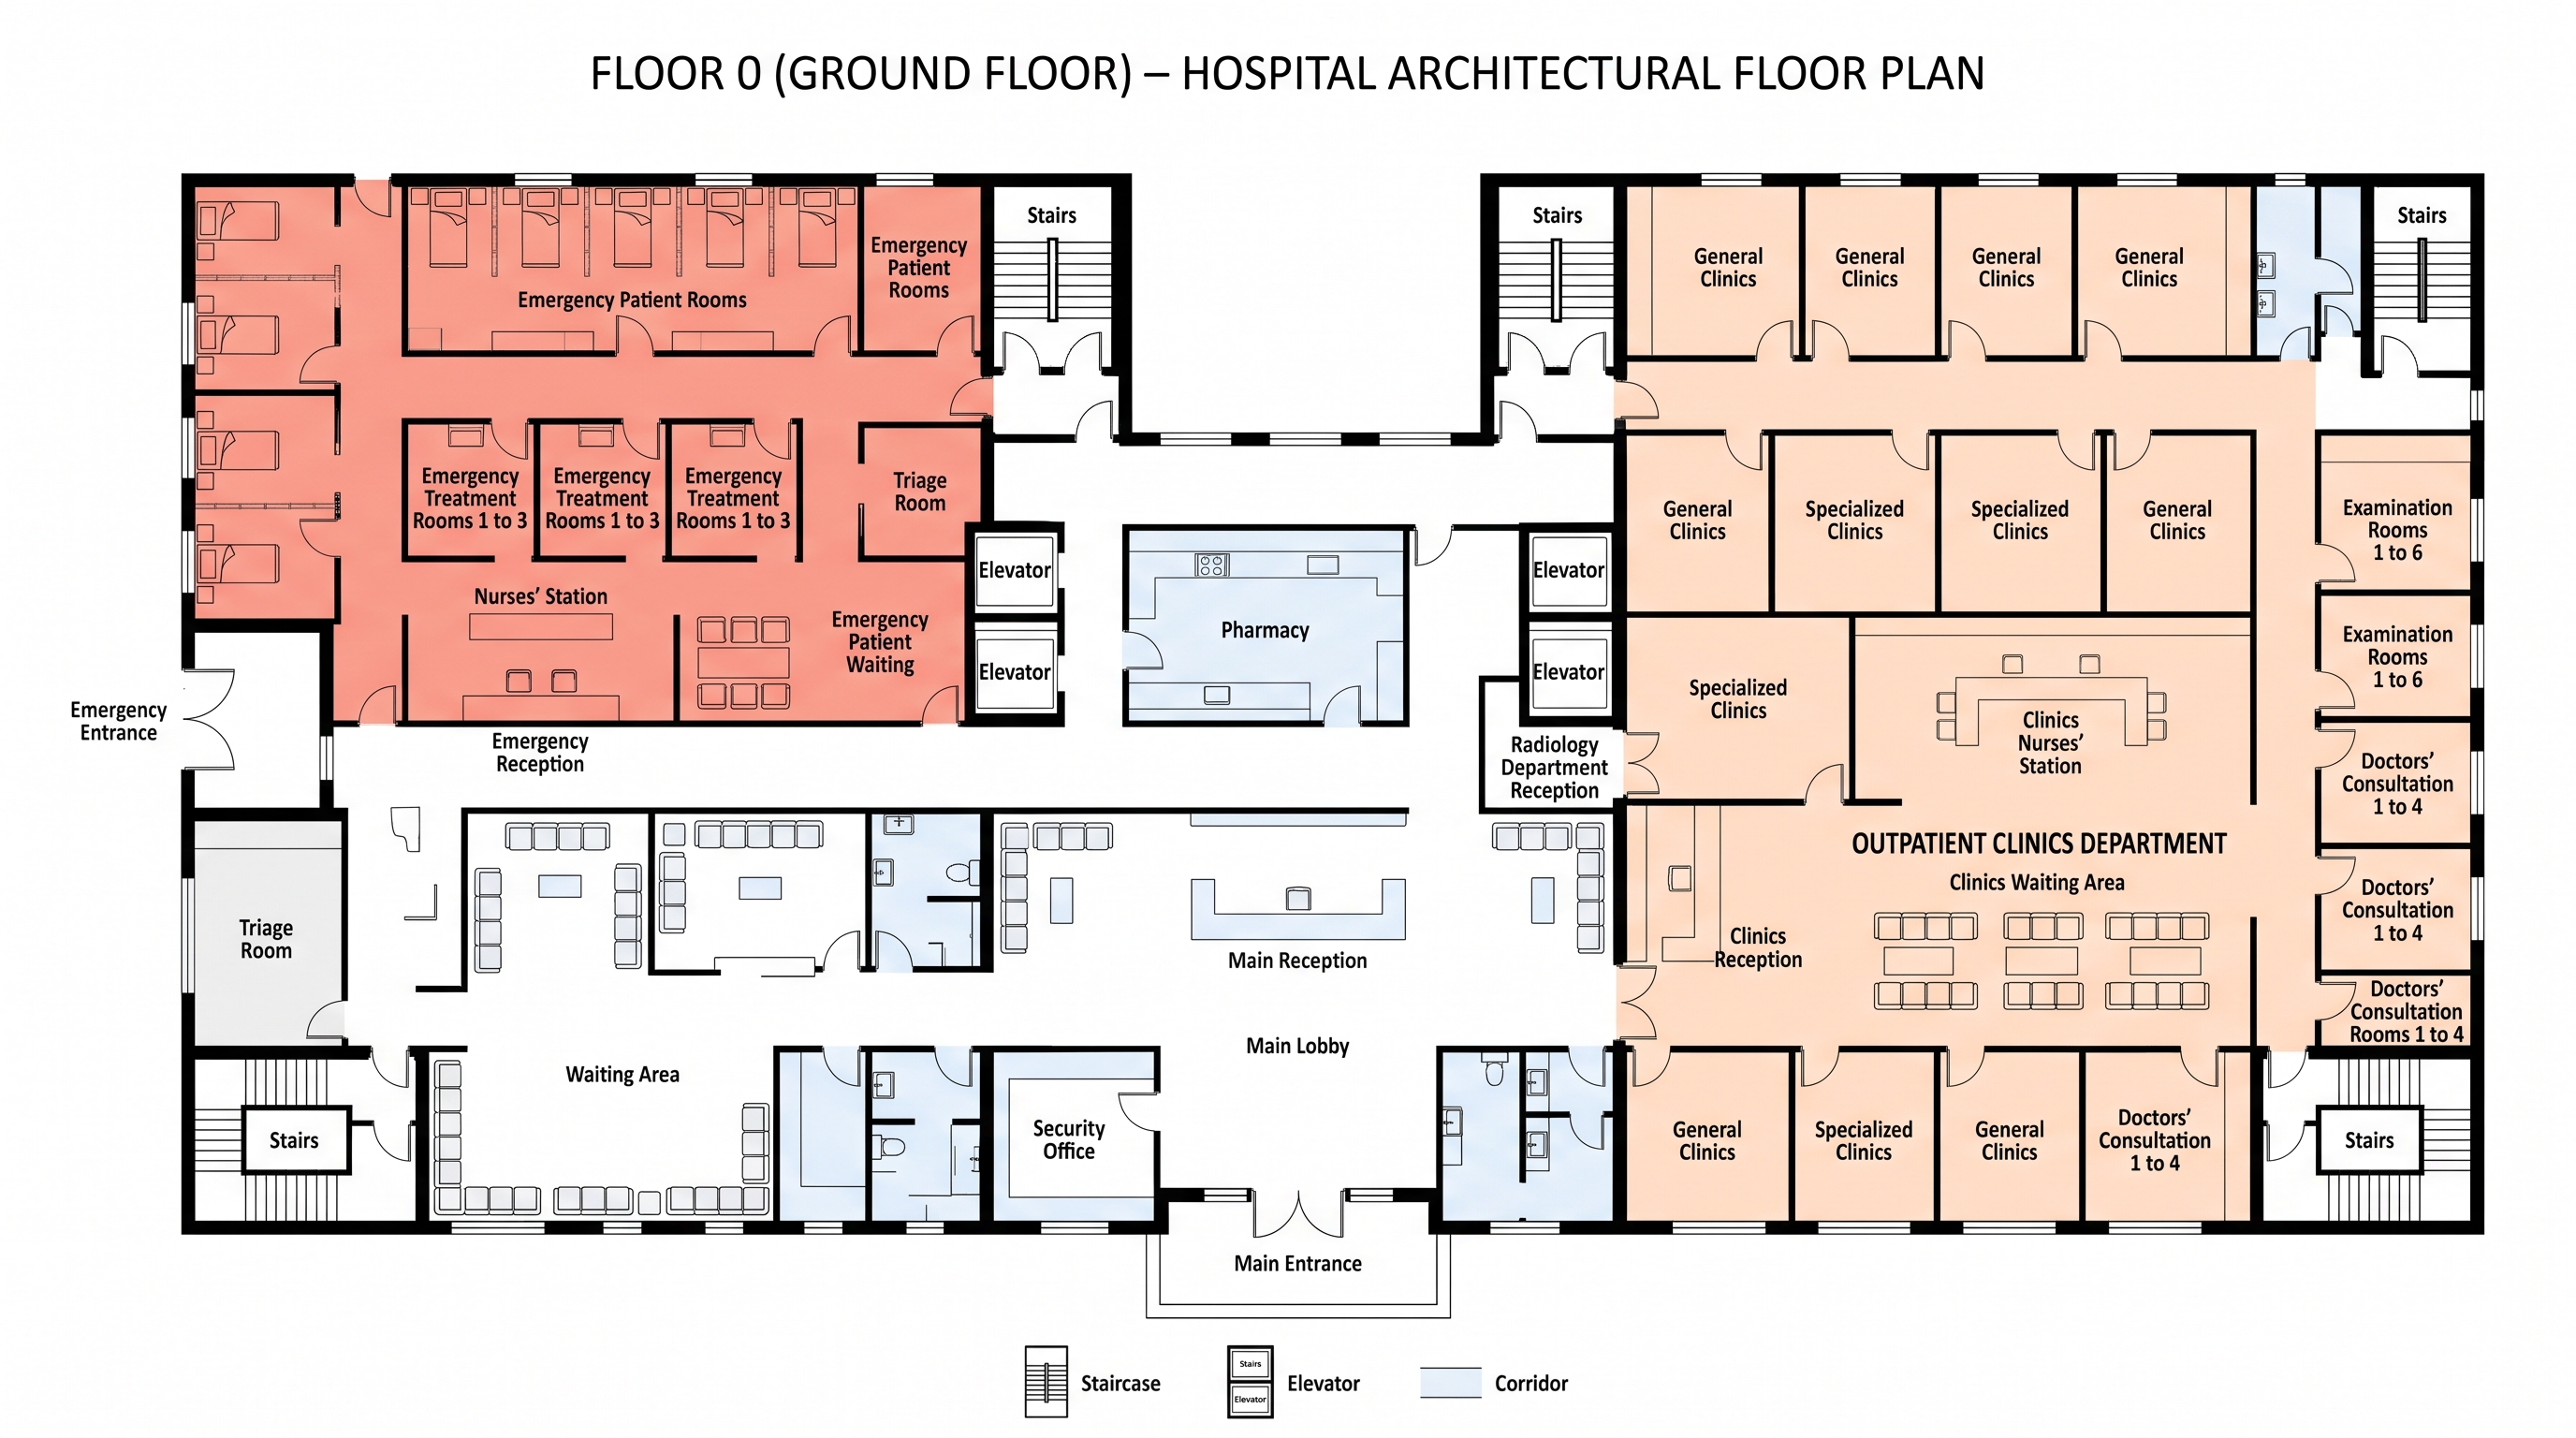 FLOOR 0 (GROUND FLOOR) – HOSPITAL ARCHITECTURAL FLOOR PLAN
Stairs
Stairs
Stairs
Emergency
Patient
Rooms
Emergency Patient Rooms
General
Clinics
General
Clinics
General
Clinics
General
Clinics
Emergency
Treatment
Rooms 1 to 3
Emergency
Treatment
Rooms 1 to 3
Emergency
Treatment
Rooms 1 to 3
Triage
Room
General
Clinics
Specialized
Clinics
Specialized
Clinics
General
Clinics
Examination
Rooms
1 to 6
Elevator
Elevator
Nurses' Station
Emergency
Patient
Waiting
Pharmacy
Examination
Rooms
1 to 6
Elevator
Elevator
Specialized
Clinics
Clinics
Nurses'
Station
Emergency
Entrance
Emergency
Reception
Radiology
Department
Reception
Doctors'
Consultation
1 to 4
OUTPATIENT CLINICS DEPARTMENT
Clinics Waiting Area
Doctors'
Consultation
1 to 4
Triage
Room
Main Reception
Clinics
Reception
Doctors'
Consultation
Rooms 1 to 4
Main Lobby
Waiting Area
Stairs
Security
Office
General
Clinics
Specialized
Clinics
General
Clinics
Doctors'
Consultation
1 to 4
Stairs
Main Entrance
Staircase
Stairs
Elevator
Elevator
Corridor